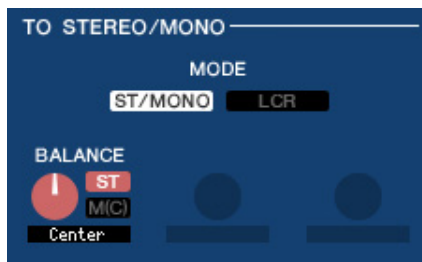 TO STEREO/MONO
MODE
ST/MONO LCR
BALANCE
ST
M(C)
Center